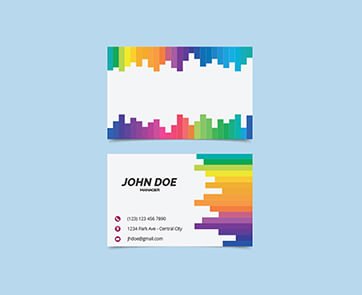 JOHN DOE
MANAGER
(123) 123 456 7890
1234 Park Ave - Central City
jhdoe@gmail.com